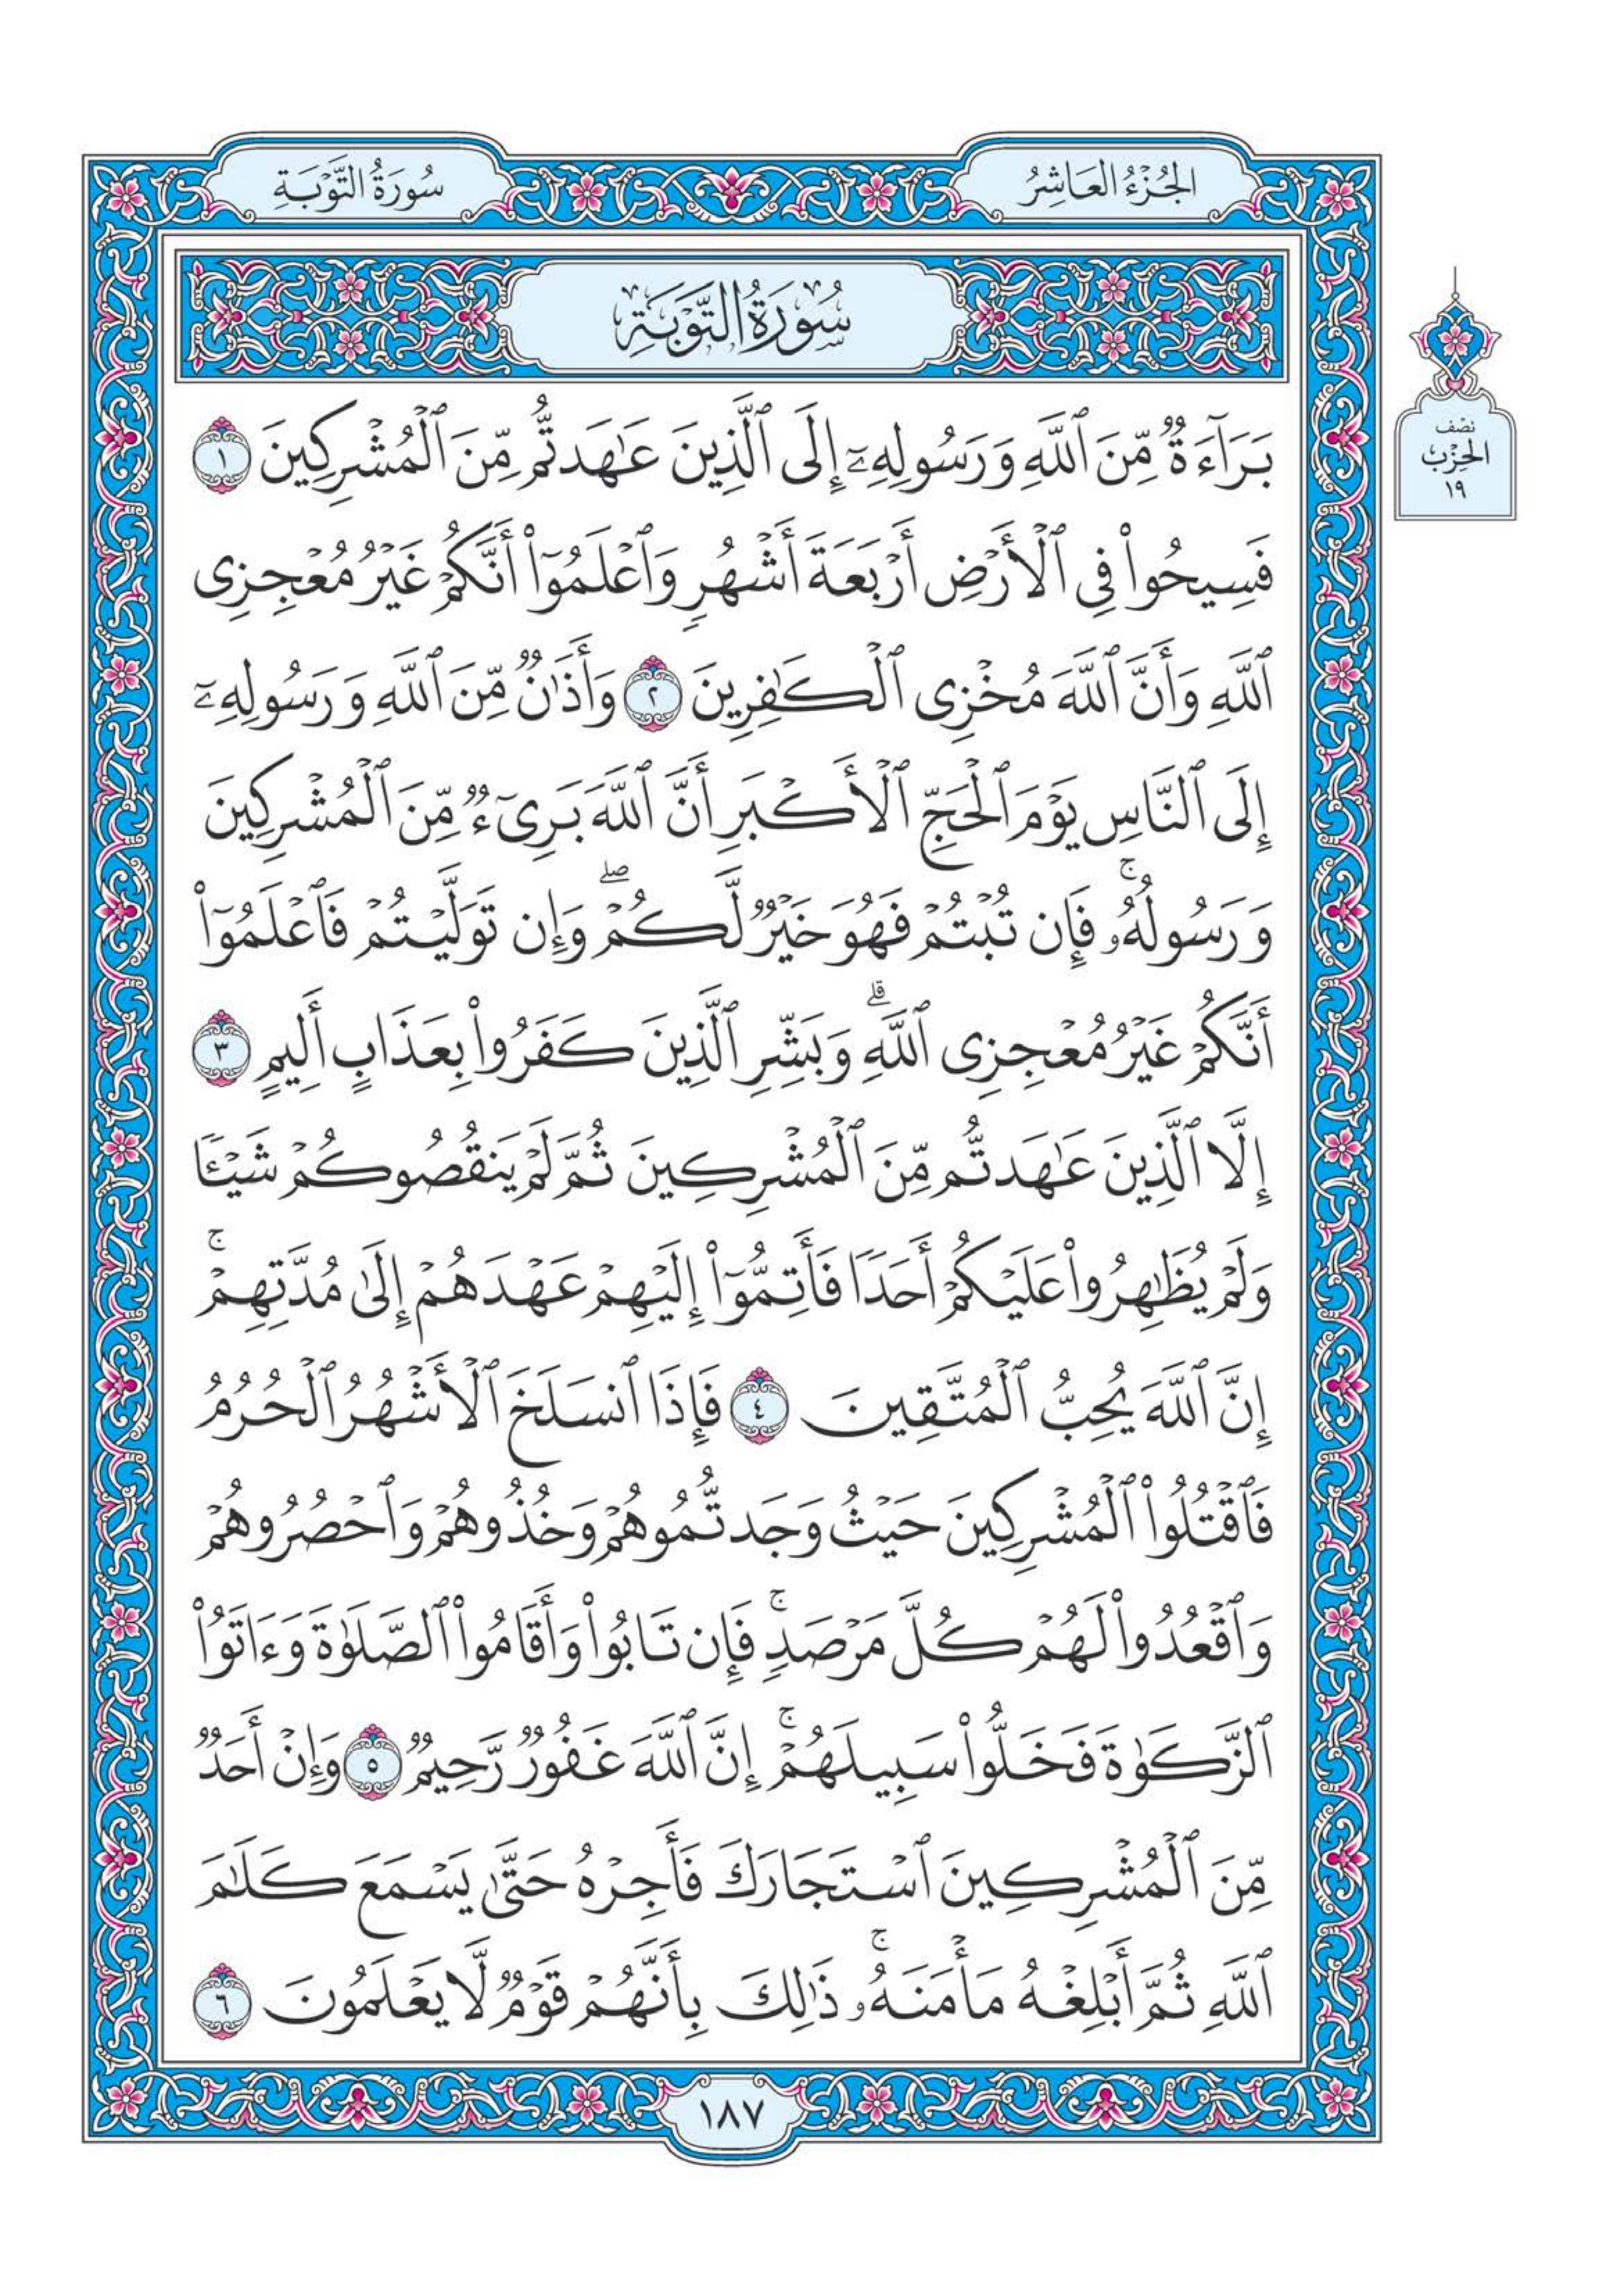 الجُزْءُ العَاشِرُ
سُورَةُ التَّوْبَةِ
سُورَةُ التَّوْبَةِ
بَرَآءَةٌ مِّنَ ٱللَّهِ وَرَسُولِهِۦٓ إِلَى ٱلَّذِينَ عَٰهَدتُّم مِّنَ ٱلْمُشْرِكِينَ ١
فَسِيحُوا۟ فِى ٱلْأَرْضِ أَرْبَعَةَ أَشْهُرٍ وَٱعْلَمُوٓا۟ أَنَّكُمْ غَيْرُ مُعْجِزِى
ٱللَّهِ وَأَنَّ ٱللَّهَ مُخْزِى ٱلْكَٰفِرِينَ ٢ وَأَذَٰنٌ مِّنَ ٱللَّهِ وَرَسُولِهِۦٓ
إِلَى ٱلنَّاسِ يَوْمَ ٱلْحَجِّ ٱلْأَكْبَرِ أَنَّ ٱللَّهَ بَرِىٓءٌ مِّنَ ٱلْمُشْرِكِينَ
وَرَسُولُهُۥ ۚ فَإِن تُبْتُمْ فَهُوَ خَيْرٌ لَّكُمْ ۖ وَإِن تَوَلَّيْتُمْ فَٱعْلَمُوٓا۟
أَنَّكُمْ غَيْرُ مُعْجِزِى ٱللَّهِ ۗ وَبَشِّرِ ٱلَّذِينَ كَفَرُوا۟ بِعَذَابٍ أَلِيمٍ ٣
إِلَّا ٱلَّذِينَ عَٰهَدتُّم مِّنَ ٱلْمُشْرِكِينَ ثُمَّ لَمْ يَنقُصُوكُمْ شَيْـًٔا
وَلَمْ يُظَٰهِرُوا۟ عَلَيْكُمْ أَحَدًا فَأَتِمُّوٓا۟ إِلَيْهِمْ عَهْدَهُمْ إِلَىٰ مُدَّتِهِمْ ۚ
إِنَّ ٱللَّهَ يُحِبُّ ٱلْمُتَّقِينَ ٤ فَإِذَا ٱنسَلَخَ ٱلْأَشْهُرُ ٱلْحُرُمُ
فَٱقْتُلُوا۟ ٱلْمُشْرِكِينَ حَيْثُ وَجَدتُّمُوهُمْ وَخُذُوهُمْ وَٱحْصُرُوهُمْ
وَٱقْعُدُوا۟ لَهُمْ كُلَّ مَرْصَدٍ ۚ فَإِن تَابُوا۟ وَأَقَامُوا۟ ٱلصَّلَوٰةَ وَءَاتَوُا۟
ٱلزَّكَوٰةَ فَخَلُّوا۟ سَبِيلَهُمْ ۚ إِنَّ ٱللَّهَ غَفُورٌ رَّحِيمٌ ٥ وَإِنْ أَحَدٌ
مِّنَ ٱلْمُشْرِكِينَ ٱسْتَجَارَكَ فَأَجِرْهُ حَتَّىٰ يَسْمَعَ كَلَٰمَ
ٱللَّهِ ثُمَّ أَبْلِغْهُ مَأْمَنَهُۥ ۚ ذَٰلِكَ بِأَنَّهُمْ قَوْمٌ لَّا يَعْلَمُونَ ٦
نصْف
الحِزْب
١٩
١٨٧